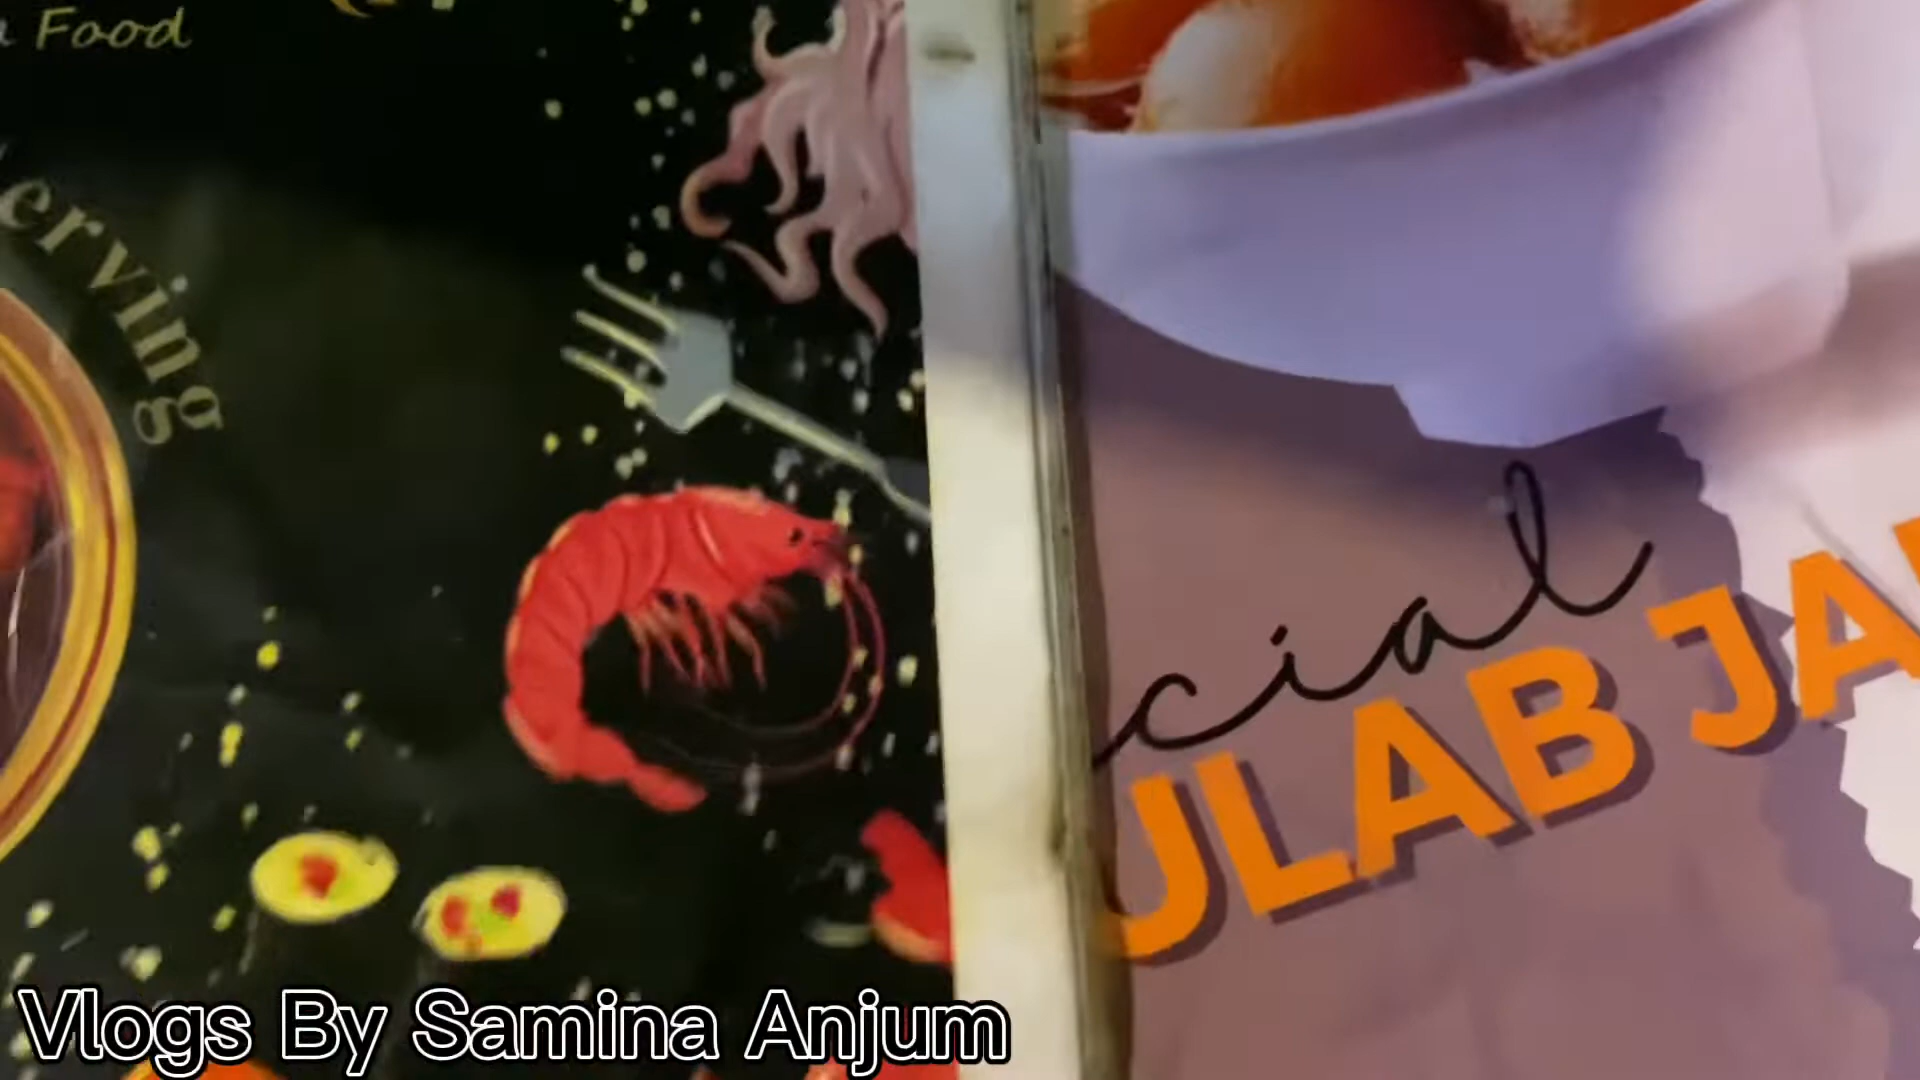 Food
erving
cial
ULAB JA
Vlogs By Samina Anjum